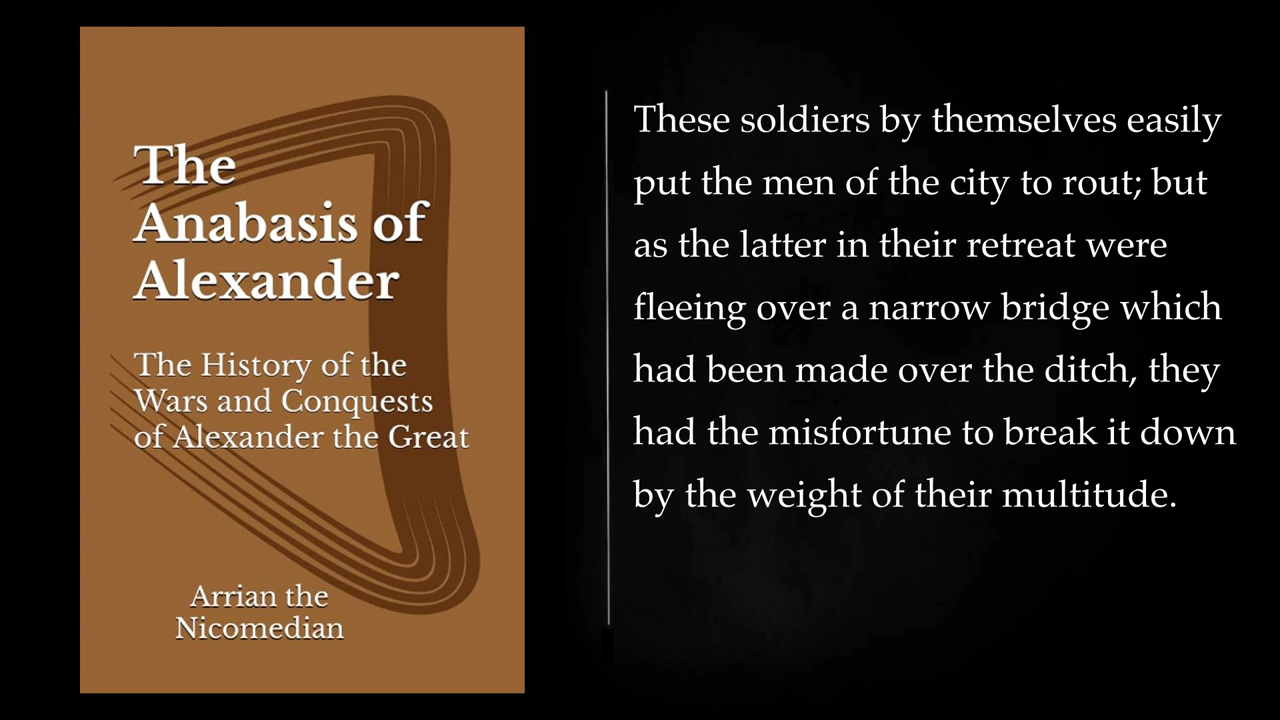 The
Anabasis of
Alexander
The History of the
Wars and Conquests
of Alexander the Great
Arrian the
Nicomedian
These soldiers by themselves easily
put the men of the city to rout; but
as the latter in their retreat were
fleeing over a narrow bridge which
had been made over the ditch, they
had the misfortune to break it down
by the weight of their multitude.